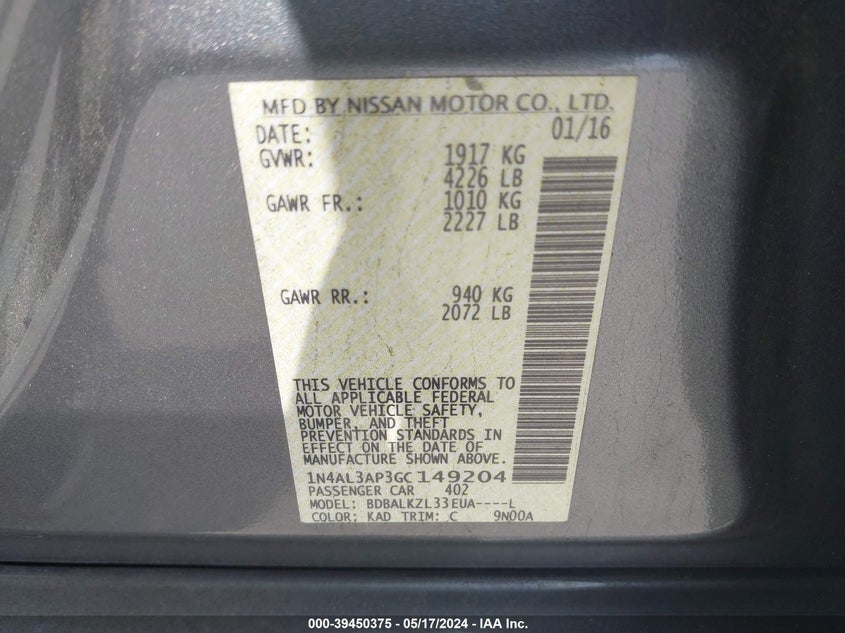 MFD BY NISSAN MOTOR CO., LTD.
DATE: 01/16
GVWR: 1917 KG
4226 LB
GAWR FR.: 1010 KG
2227 LB
GAWR RR.: 940 KG
2072 LB
THIS VEHICLE CONFORMS TO
ALL APPLICABLE FEDERAL
MOTOR VEHICLE SAFETY,
BUMPER, AND THEFT
PREVENTION STANDARDS IN
EFFECT ON THE DATE OF
MANUFACTURE SHOWN ABOVE.
1N4AL3AP3GC149204
PASSENGER CAR 402
MODEL: BDBALKZL33EUA----L
COLOR: KAD TRIM: C 9N00A
000-39450375 - 05/17/2024 - IAA Inc.